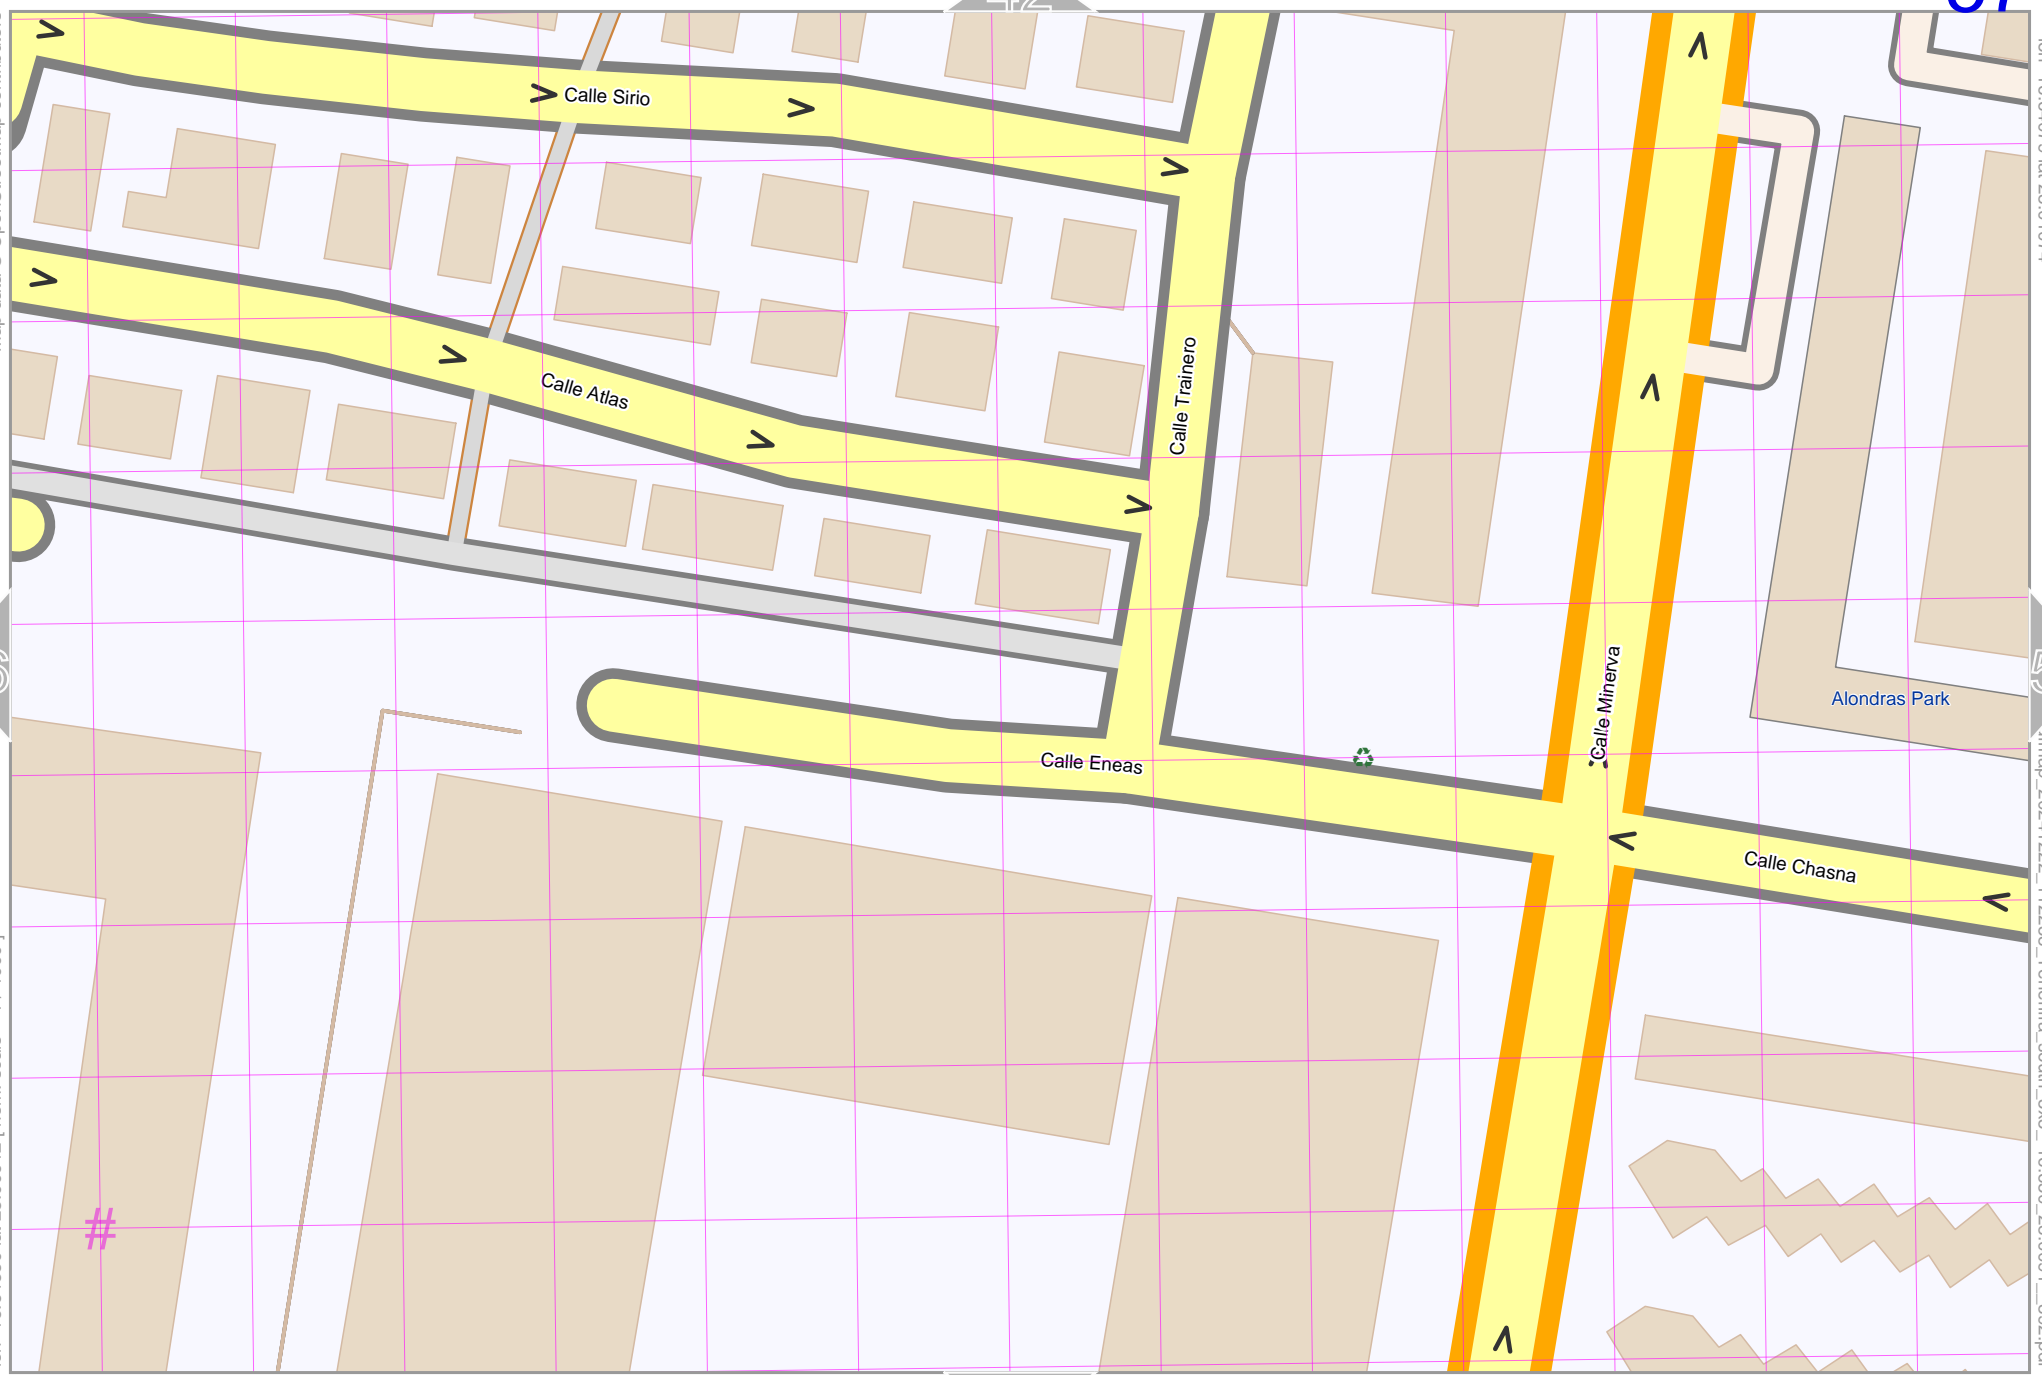 Calle Sirio
Calle Atlas
Calle Trainero
Calle Minerva
Alondras Park
Calle Eneas
Calle Chasna
#